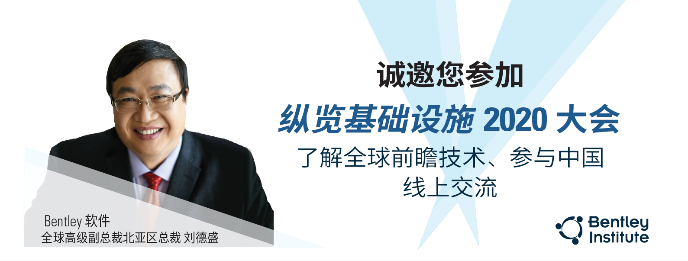 诚邀您参加
纵览基础设施 2020 大会
了解全球前瞻技术、参与中国
线上交流
Bentley 软件
全球高级副总裁北亚区总裁 刘德盛
Bentley
Institute